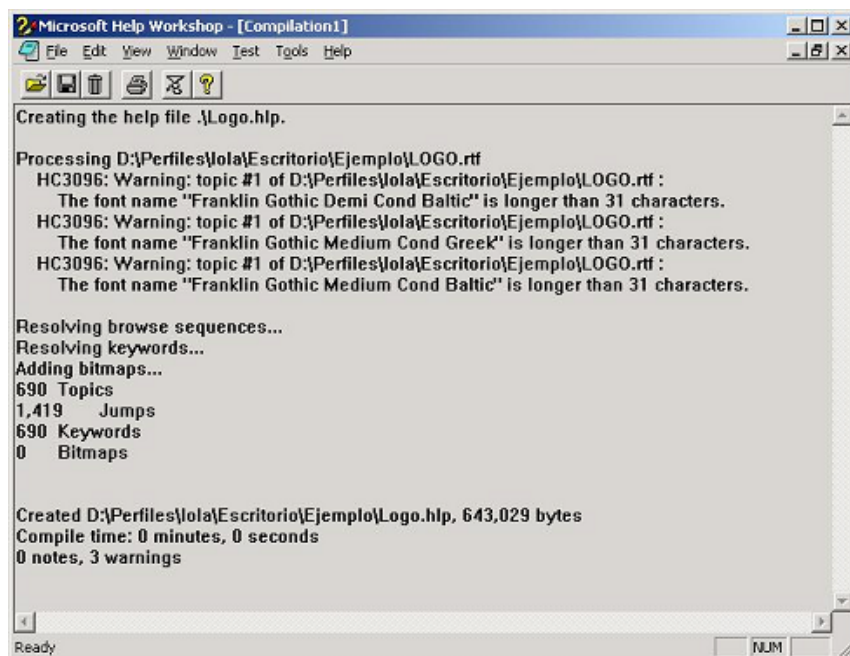 Microsoft Help Workshop - [Compilation1]
File Edit View Window Test Tools Help
Creating the help file .\Logo.hlp.
Processing D:\Perfiles\lola\Escritorio\Ejemplo\LOGO.rtf
HC3096: Warning: topic #1 of D:\Perfiles\lola\Escritorio\Ejemplo\LOGO.rtf :
The font name "Franklin Gothic Demi Cond Baltic" is longer than 31 characters.
HC3096: Warning: topic #1 of D:\Perfiles\lola\Escritorio\Ejemplo\LOGO.rtf :
The font name "Franklin Gothic Medium Cond Greek" is longer than 31 characters.
HC3096: Warning: topic #1 of D:\Perfiles\lola\Escritorio\Ejemplo\LOGO.rtf :
The font name "Franklin Gothic Medium Cond Baltic" is longer than 31 characters.
Resolving browse sequences...
Resolving keywords...
Adding bitmaps...
690 Topics
1,419 Jumps
690 Keywords
0 Bitmaps
Created D:\Perfiles\lola\Escritorio\Ejemplo\Logo.hlp, 643,029 bytes
Compile time: 0 minutes, 0 seconds
0 notes, 3 warnings
Ready NUM